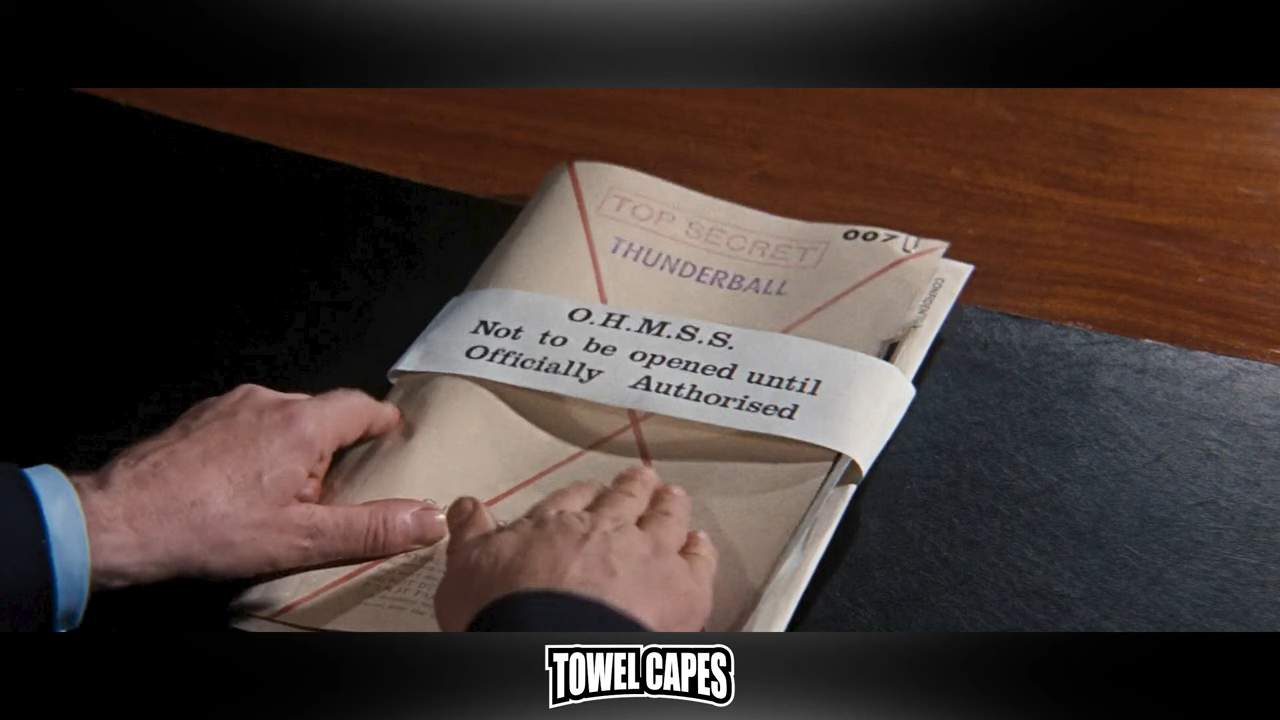 TOP SECRET
007
THUNDERBALL
O.H.M.S.S.
Not to be opened until
Officially Authorised
TOWEL CAPES